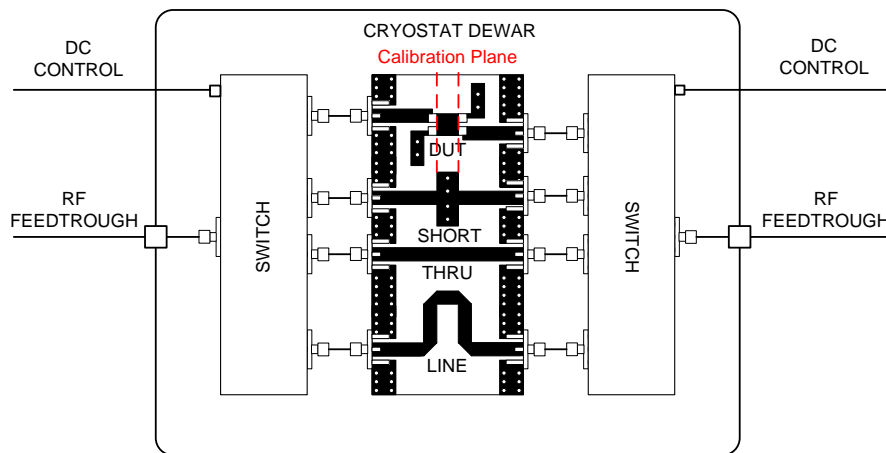 CRYOSTAT DEWAR
Calibration Plane
DC
CONTROL
DC
CONTROL
DUT
RF
FEEDTROUGH
RF
FEEDTROUGH
SWITCH
SWITCH
SHORT
THRU
LINE